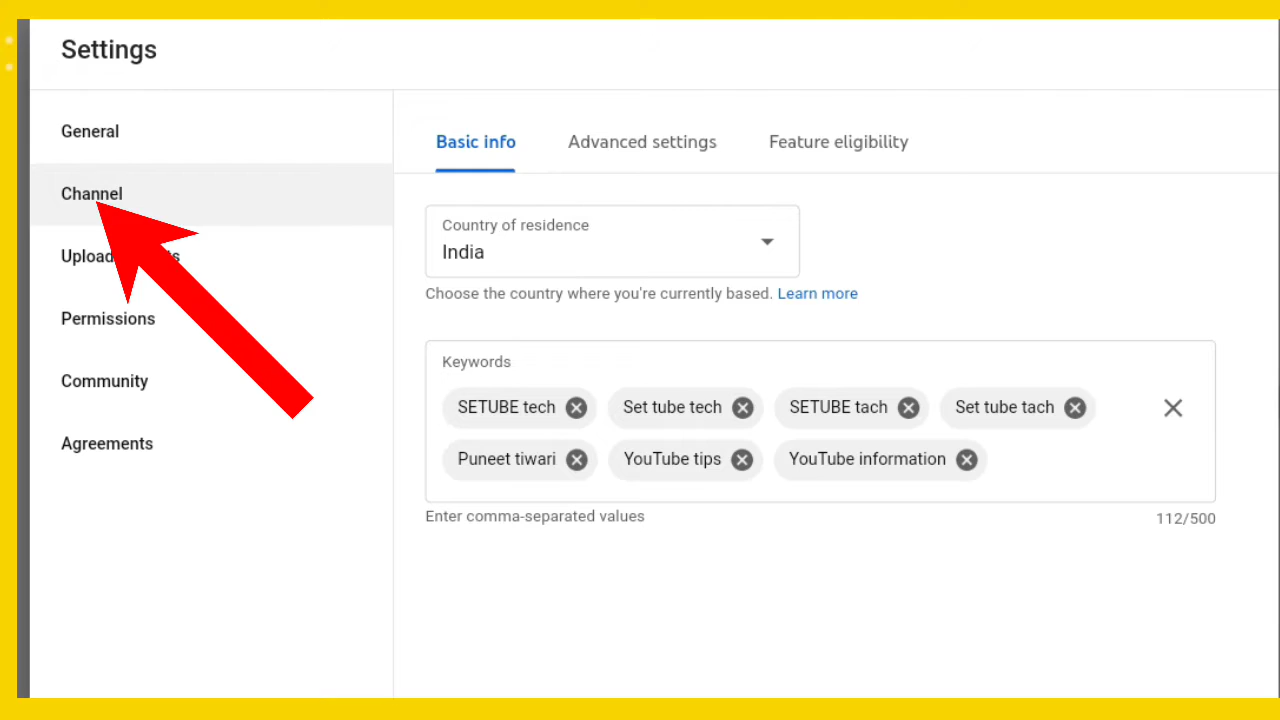 Settings
General
Channel
Upload
Permissions
Community
Agreements
Basic info Advanced settings Feature eligibility
Country of residence
India
Choose the country where you're currently based. Learn more
Keywords
SETUBE tech Set tube tech SETUBE tach Set tube tach
Puneet tiwari YouTube tips YouTube information
Enter comma-separated values 112/500